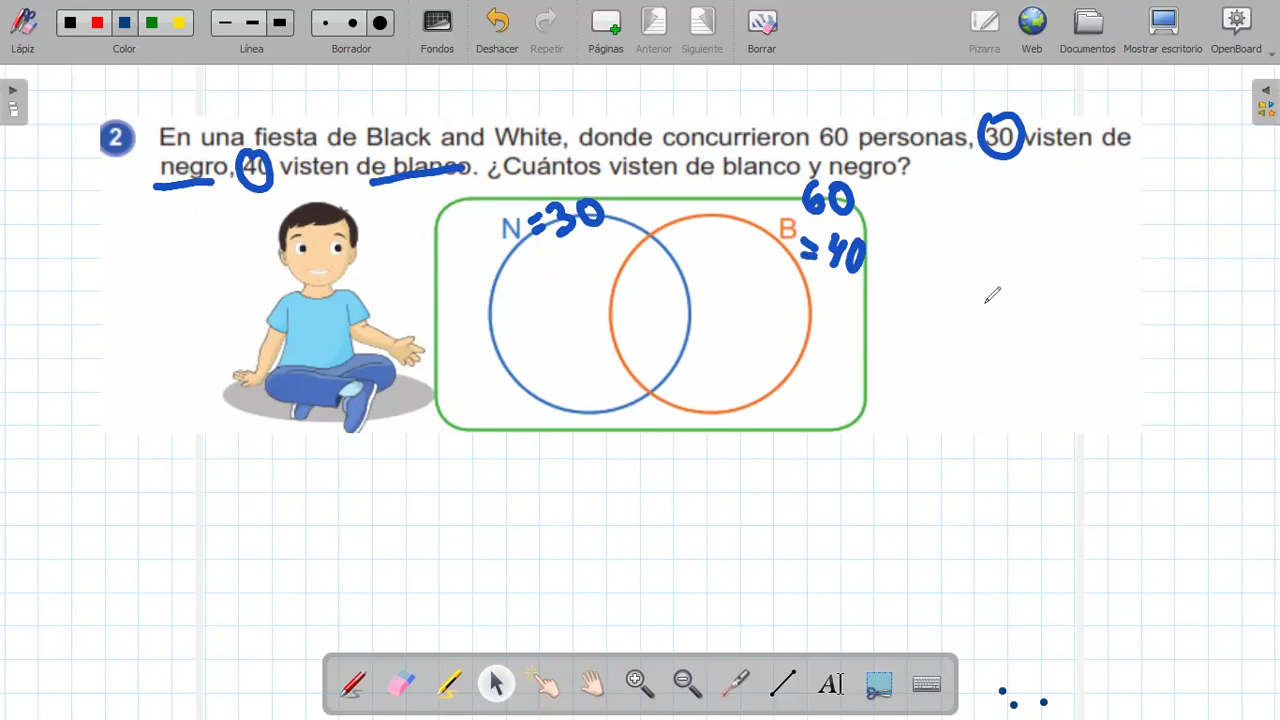 Lápiz
Color
Línea
Borrador
Fondos
Deshacer
Repetir
Páginas
Anterior
Siguiente
Borrar
Pizarra
Web
Documentos
Mostrar escritorio
OpenBoard
2 En una fiesta de Black and White, donde concurrieron 60 personas, 30 visten de
negro, 40 visten de blanco. ¿Cuántos visten de blanco y negro?
60
N =30
B
=40